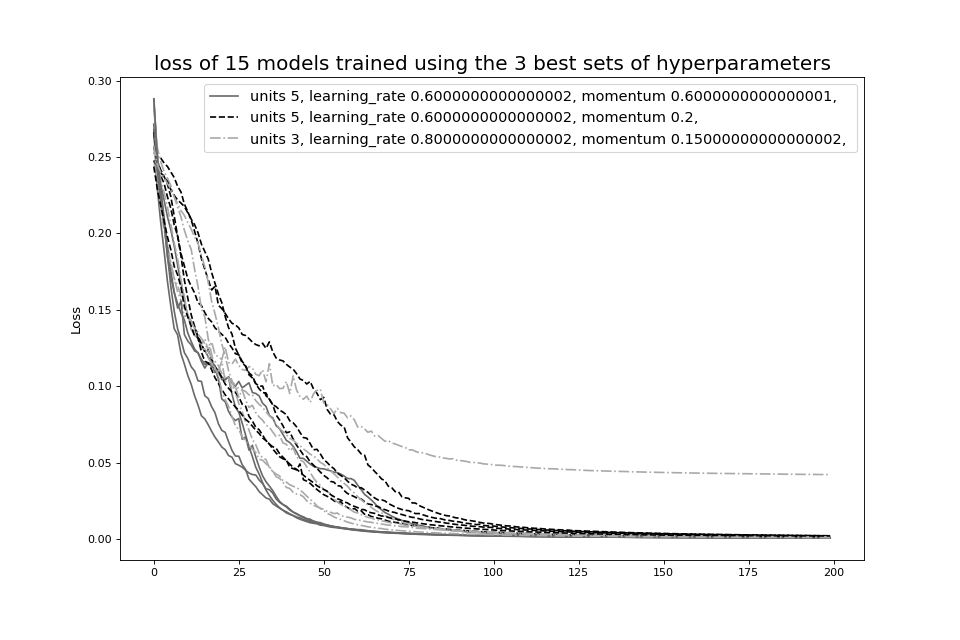 loss of 15 models trained using the 3 best sets of hyperparameters
0.30
units 5, learning_rate 0.6000000000000002, momentum 0.6000000000000001,
units 5, learning_rate 0.6000000000000002, momentum 0.2,
units 3, learning_rate 0.8000000000000002, momentum 0.15000000000000002,
0.25
0.20
0.15
Loss
0.10
0.05
0.00
0 25 50 75 100 125 150 175 200